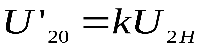 U'₂₀ = kU₂H